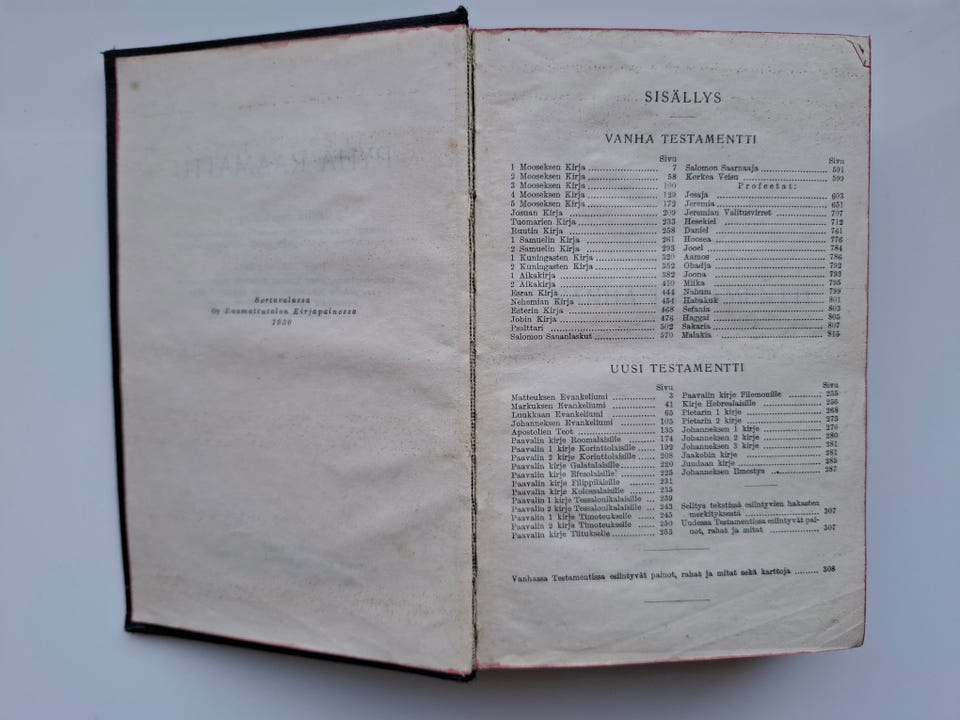 Sortavalassa
Oy Raamattutalon Kirjapainossa
1930
SISÄLLYS
VANHA TESTAMENTTI
Sivu
1 Mooseksen Kirja 7
2 Mooseksen Kirja 58
3 Mooseksen Kirja 100
4 Mooseksen Kirja 129
5 Mooseksen Kirja 172
Josuan Kirja 209
Tuomarien Kirja 233
Ruutin Kirja 258
1 Samuelin Kirja 261
2 Samuelin Kirja 293
1 Kuningasten Kirja 320
2 Kuningasten Kirja 352
1 Aikakirja 382
2 Aikakirja 410
Esran Kirja 444
Nehemian Kirja 454
Esterin Kirja 468
Jobin Kirja 476
Psalttari 502
Salomon Sananlaskut 570
Sivu
Salomon Saarnaaja 591
Korkea Veisu 599
Profeetat:
Jesaja 603
Jeremia 651
Jeremian Valitusvirret 707
Hesekiel 712
Daniel 761
Hoosea 776
Jooel 784
Aamos 786
Obadja 792
Joona 793
Miika 795
Nahum 799
Habakuk 801
Sefania 803
Haggai 805
Sakaria 807
Malakia 815
UUSI TESTAMENTTI
Sivu
Matteuksen Evankeliumi 3
Markuksen Evankeliumi 41
Luukkaan Evankeliumi 65
Johanneksen Evankeliumi 105
Apostolien Teot 135
Paavalin kirje Roomalaisille 174
Paavalin 1 kirje Korinttolaisille 192
Paavalin 2 kirje Korinttolaisille 208
Paavalin kirje Galatalaisille 220
Paavalin kirje Efesolaisille 225
Paavalin kirje Filippiläisille 231
Paavalin kirje Kolossalaisille 235
Paavalin 1 kirje Tessalonikalaisille 239
Paavalin 2 kirje Tessalonikalaisille 243
Paavalin 1 kirje Timoteukselle 245
Paavalin 2 kirje Timoteukselle 250
Paavalin kirje Tiitukselle 253
Sivu
Paavalin kirje Filemonille 255
Kirje Hebrealaisille 256
Pietarin 1 kirje 268
Pietarin 2 kirje 273
Johanneksen 1 kirje 276
Johanneksen 2 kirje 280
Johanneksen 3 kirje 281
Jaakobin kirje 281
Juudaan kirje 285
Johanneksen Ilmestys 287
Selitys tekstissä esiintyvien hakasten
merkityksestä 307
Uudessa Testamentissa esiintyvät pai-
not, rahat ja mitat 307
Vanhassa Testamentissa esiintyvät painot, rahat ja mitat sekä karttoja 308